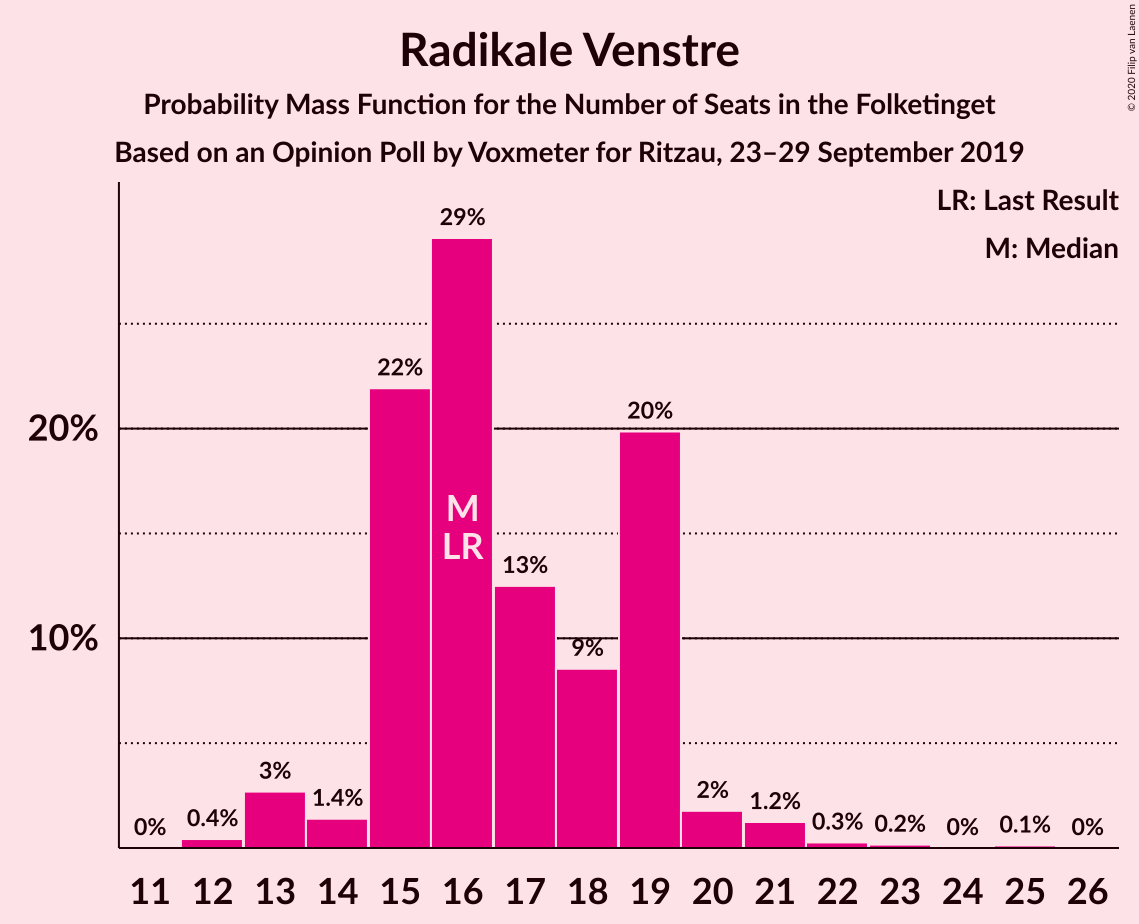 Radikale Venstre
Probability Mass Function for the Number of Seats in the Folketinget
Based on an Opinion Poll by Voxmeter for Ritzau, 23–29 September 2019
© 2020 Filip van Laenen
LR: Last Result
M: Median
20%
10%
0%
0.4%
3%
1.4%
22%
29%
13%
9%
20%
2%
1.2%
0.3%
0.2%
0%
0.1%
0%
M
LR
11 12 13 14 15 16 17 18 19 20 21 22 23 24 25 26